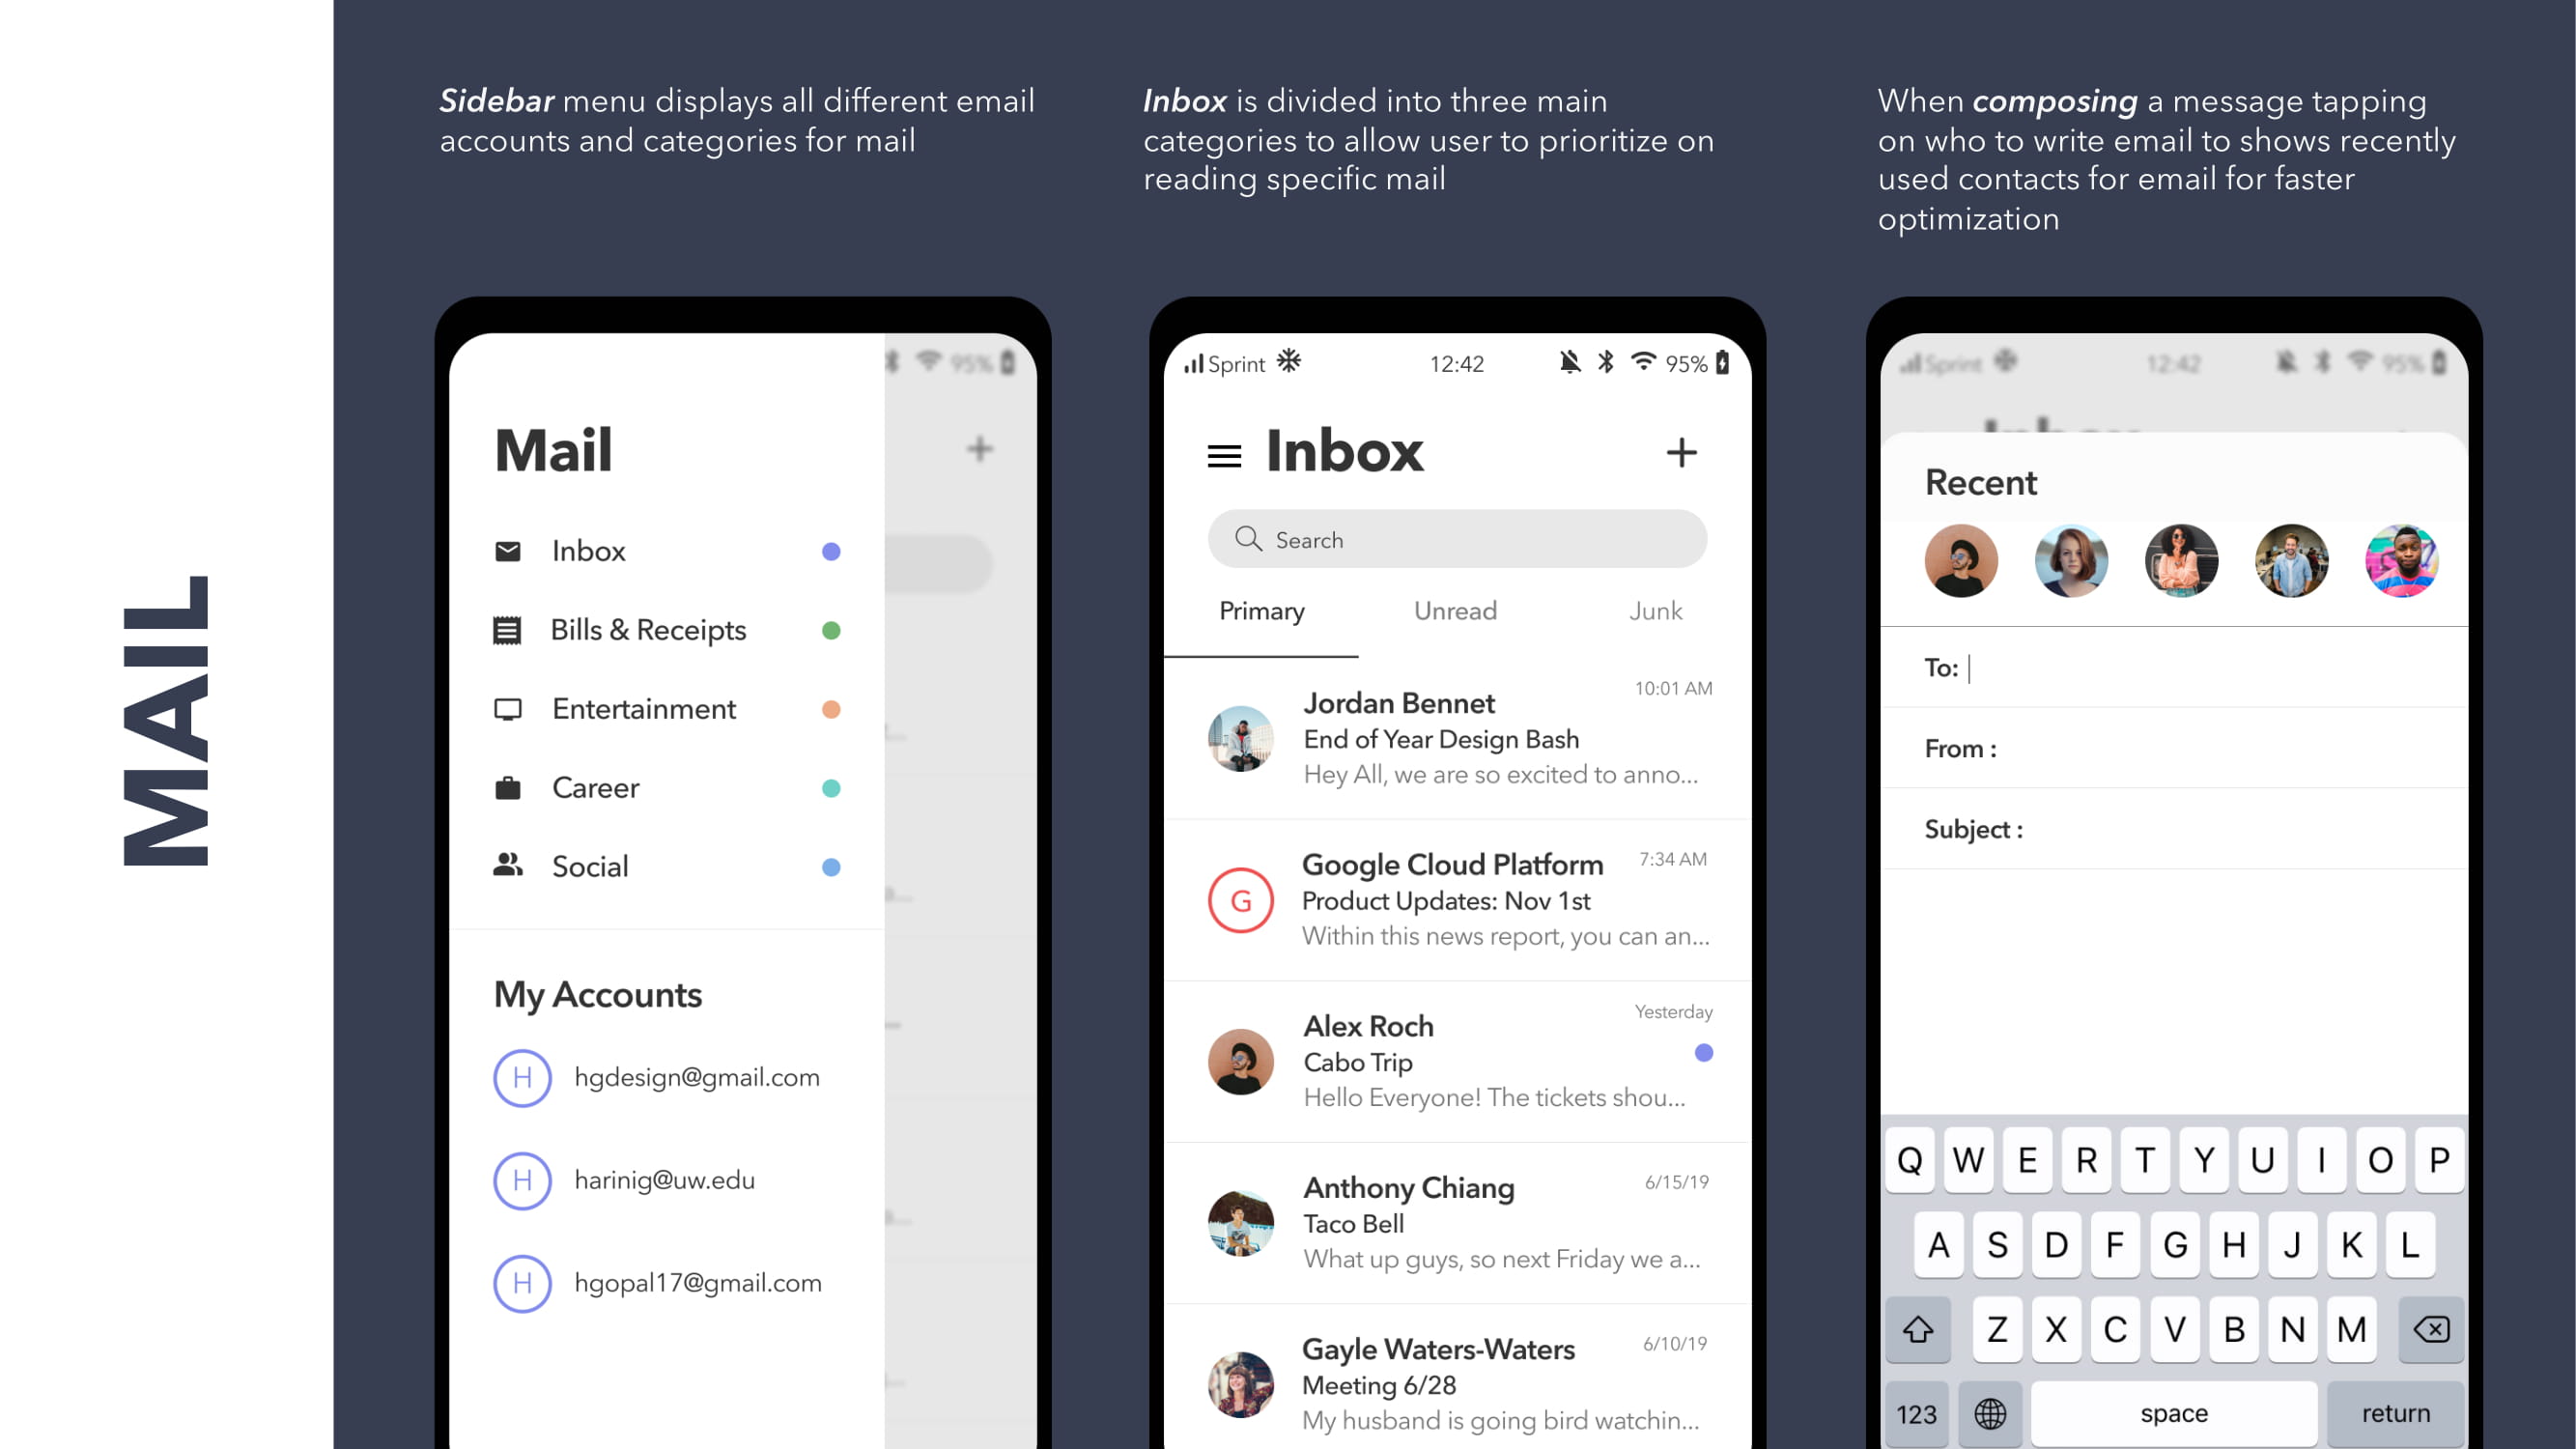 MAIL
Sidebar menu displays all different email
accounts and categories for mail
95%
Mail
Inbox
Bills & Receipts
Entertainment
Career
Social
My Accounts
H hgdesign@gmail.com
H harinig@uw.edu
H hgopal17@gmail.com
Inbox is divided into three main
categories to allow user to prioritize on
reading specific mail
Sprint 12:42 95%
Inbox
Search
Primary Unread Junk
Jordan Bennet 10:01 AM
End of Year Design Bash
Hey All, we are so excited to anno...
G Google Cloud Platform 7:34 AM
Product Updates: Nov 1st
Within this news report, you can an...
Alex Roch Yesterday
Cabo Trip
Hello Everyone! The tickets shou...
Anthony Chiang 6/15/19
Taco Bell
What up guys, so next Friday we a...
Gayle Waters-Waters 6/10/19
Meeting 6/28
My husband is going bird watchin...
When composing a message tapping
on who to write email to shows recently
used contacts for email for faster
optimization
Sprint 12:42 95%
Recent
To:
From :
Subject :
Q W E R T Y U I O P
A S D F G H J K L
Z X C V B N M
123 space return